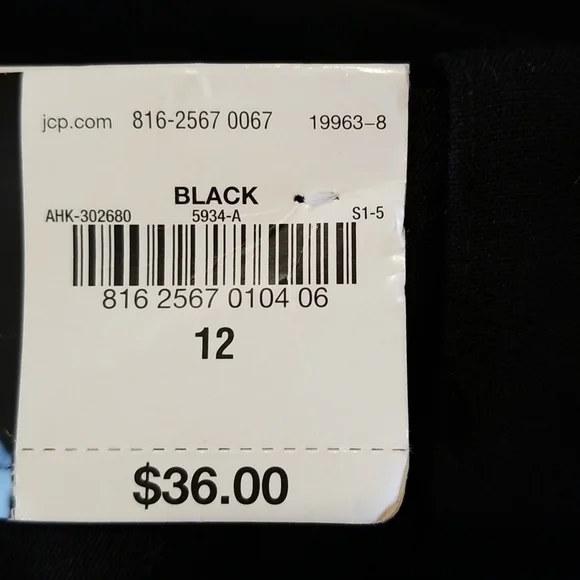 jcp.com 816-2567 0067 19963-8
BLACK
AHK-302680 5934-A S1-5
816 2567 0104 06
12
$36.00